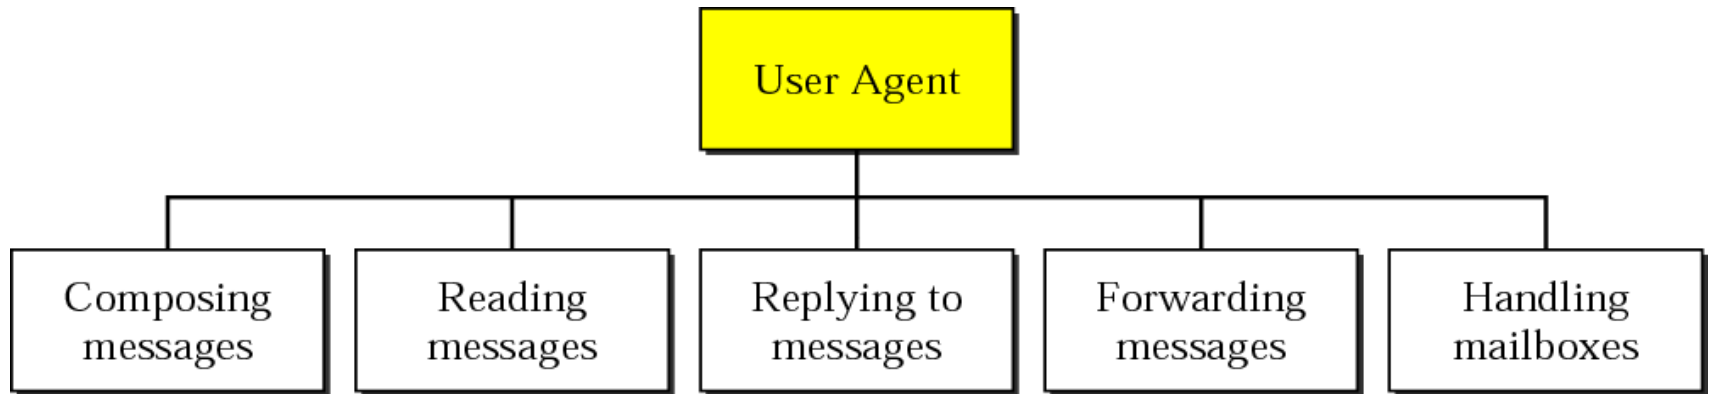 User Agent
Composing
messages
Reading
messages
Replying to
messages
Forwarding
messages
Handling
mailboxes